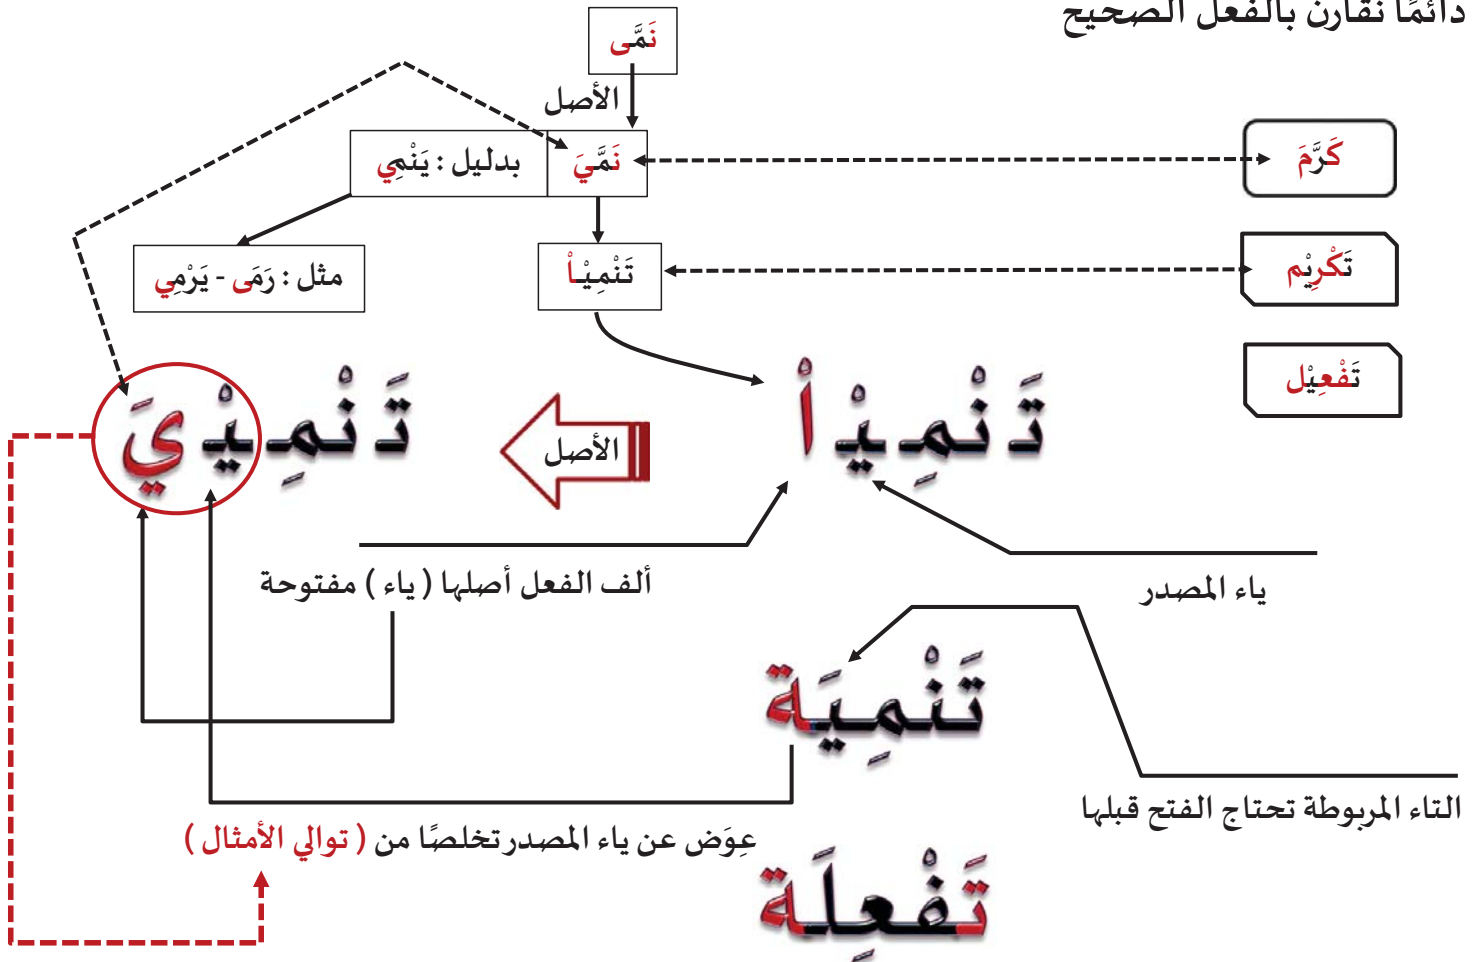 دائمًا نقارن بالفعل الصحيح
نَمَّى
الأصل
كَرَّمَ
نَمَّيَ
بدليل : يَنْمِي
تَكْرِيْم
تَنْمِيْاْ
مثل : رَمَى - يَرْمِي
تَفْعِيْل
تَنْمِيْاْ
الأصل
تَنْمِيْيَ
ياء المصدر
ألف الفعل أصلها ( ياء ) مفتوحة
تَنْمِيَة
التاء المربوطة تحتاج الفتح قبلها
عِوَض عن ياء المصدر تخلصًا من ( توالي الأمثال )
تَفْعِلَة